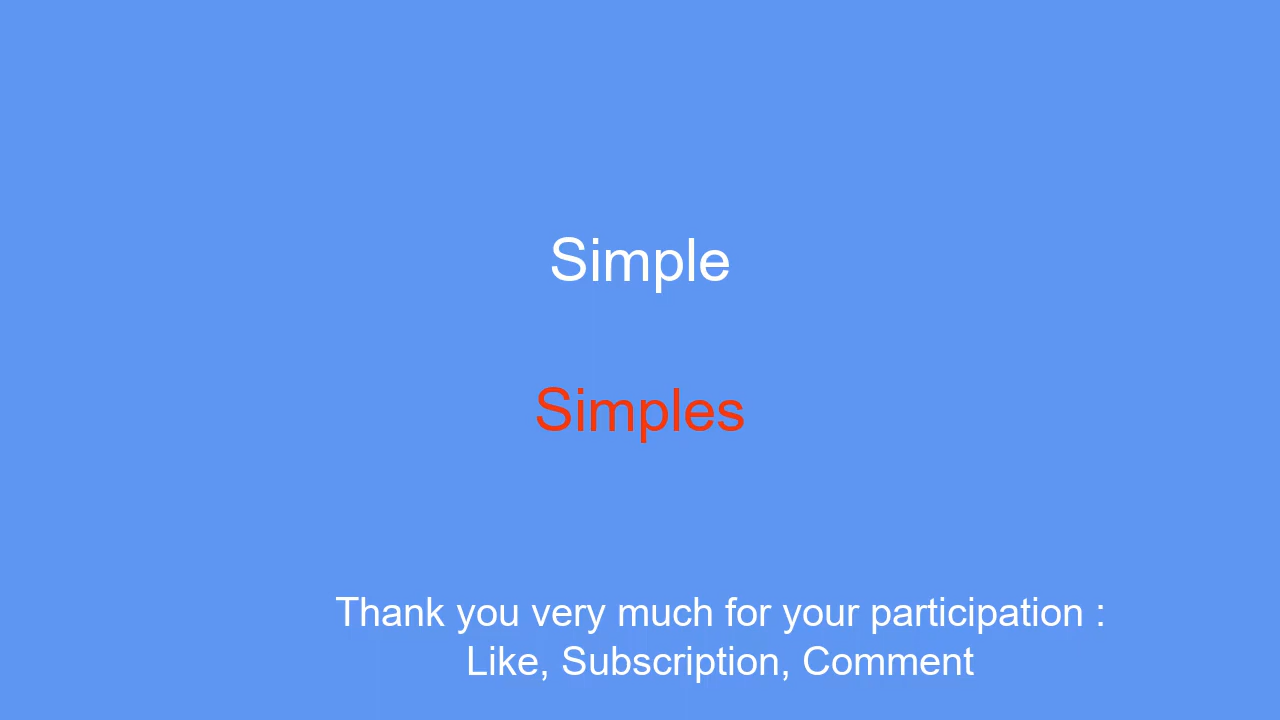 Simple
Simples
Thank you very much for your participation :
Like, Subscription, Comment